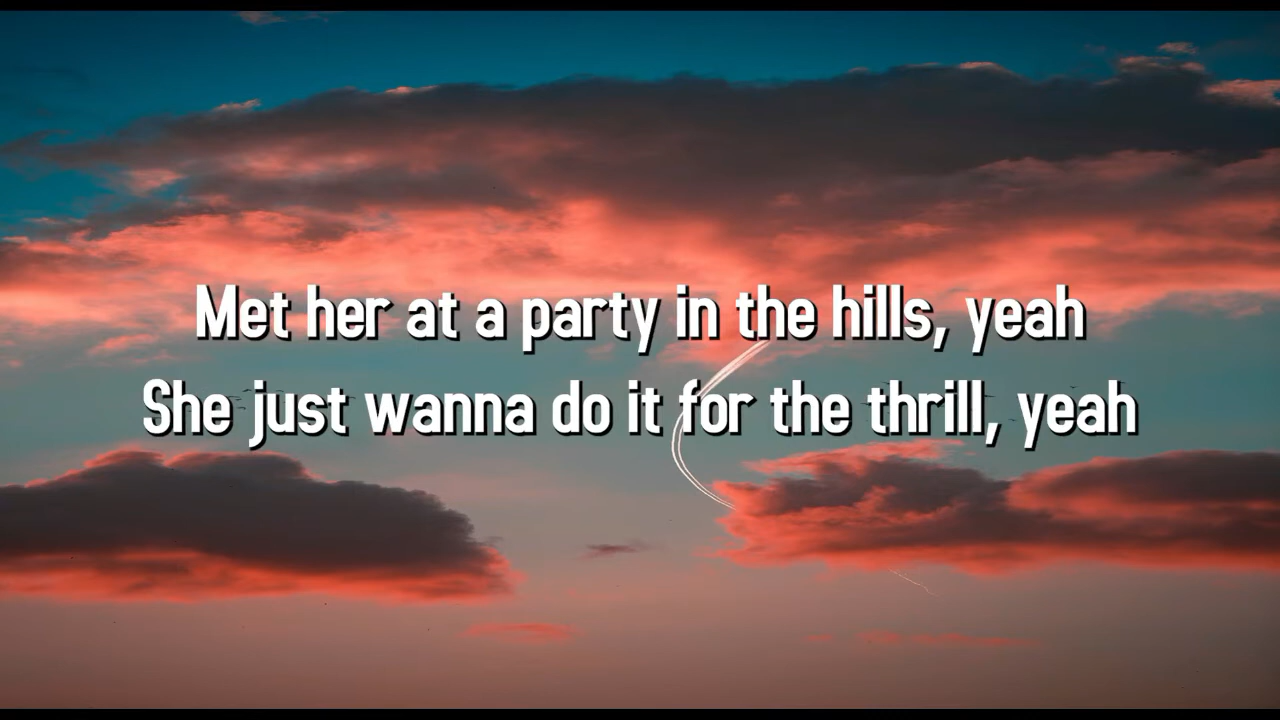 Met her at a party in the hills, yeah
She just wanna do it for the thrill, yeah